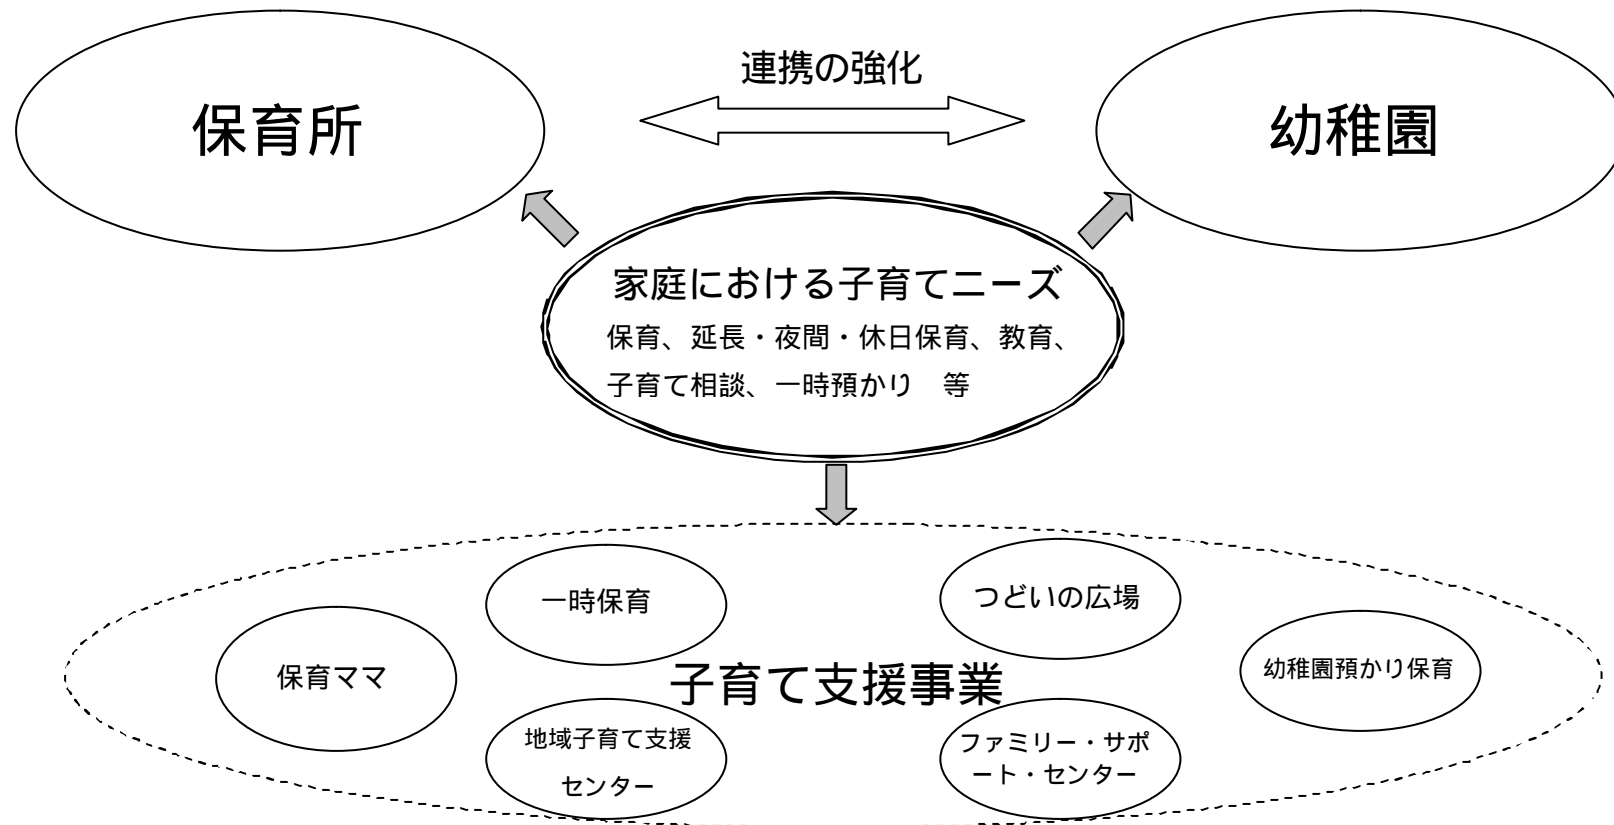 連携の強化
保育所
幼稚園
家庭における子育てニーズ
保育、延長・夜間・休日保育、教育、
子育て相談、一時預かり　等
一時保育
つどいの広場
保育ママ
子育て支援事業
幼稚園預かり保育
地域子育て支援
センター
ファミリー・サポ
ート・センター